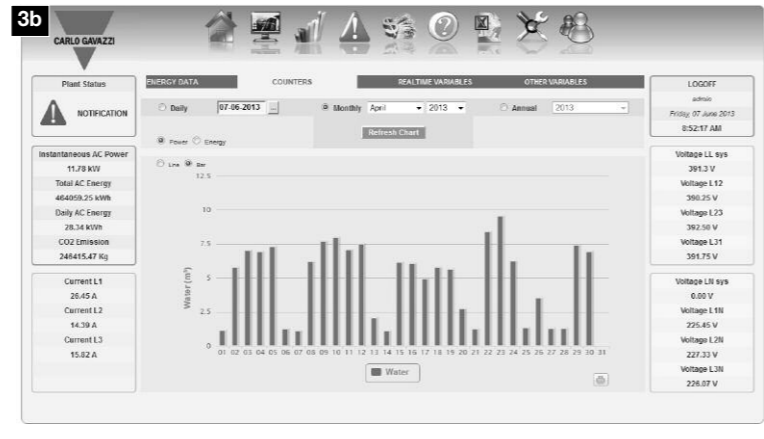 3b
CARLO GAVAZZI
Plant Status
NOTIFICATION
Instantaneous AC Power
11.78 kW
Total AC Energy
464059.25 kWh
Daily AC Energy
28.34 kWh
CO2 Emission
246415.47 Kg
Current L1
26.45 A
Current L2
14.39 A
Current L3
15.82 A
ENERGY DATA COUNTERS REALTIME VARIABLES OTHER VARIABLES
Daily 07-06-2013 ... Monthly April 2013 Annual 2013
Refresh Chart
Power Energy
Line Bar
12.5
10
7.5
5
2.5
0
Water (m³)
01 02 03 04 05 06 07 08 09 10 11 12 13 14 15 16 17 18 19 20 21 22 23 24 25 26 27 28 29 30 31
Water
LOGOFF
admin
Friday, 07 June 2013
8:52:17 AM
Voltage LL sys
391.3 V
Voltage L12
390.25 V
Voltage L23
392.50 V
Voltage L31
391.75 V
Voltage LN sys
0.00 V
Voltage L1N
225.45 V
Voltage L2N
227.33 V
Voltage L3N
226.07 V